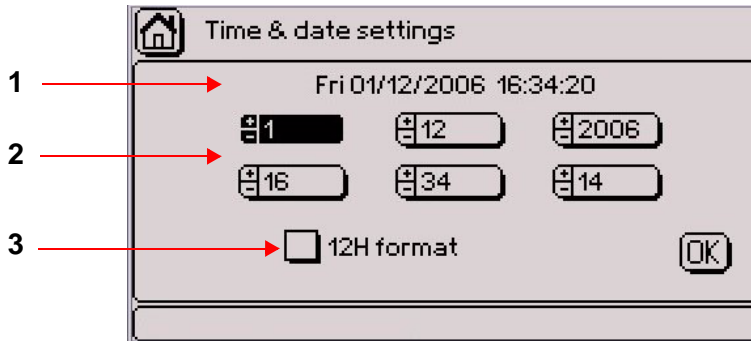 Time & date settings
1 Fri 01/12/2006 16:34:20
1 12 2006
2
16 34 14
3 12H format OK